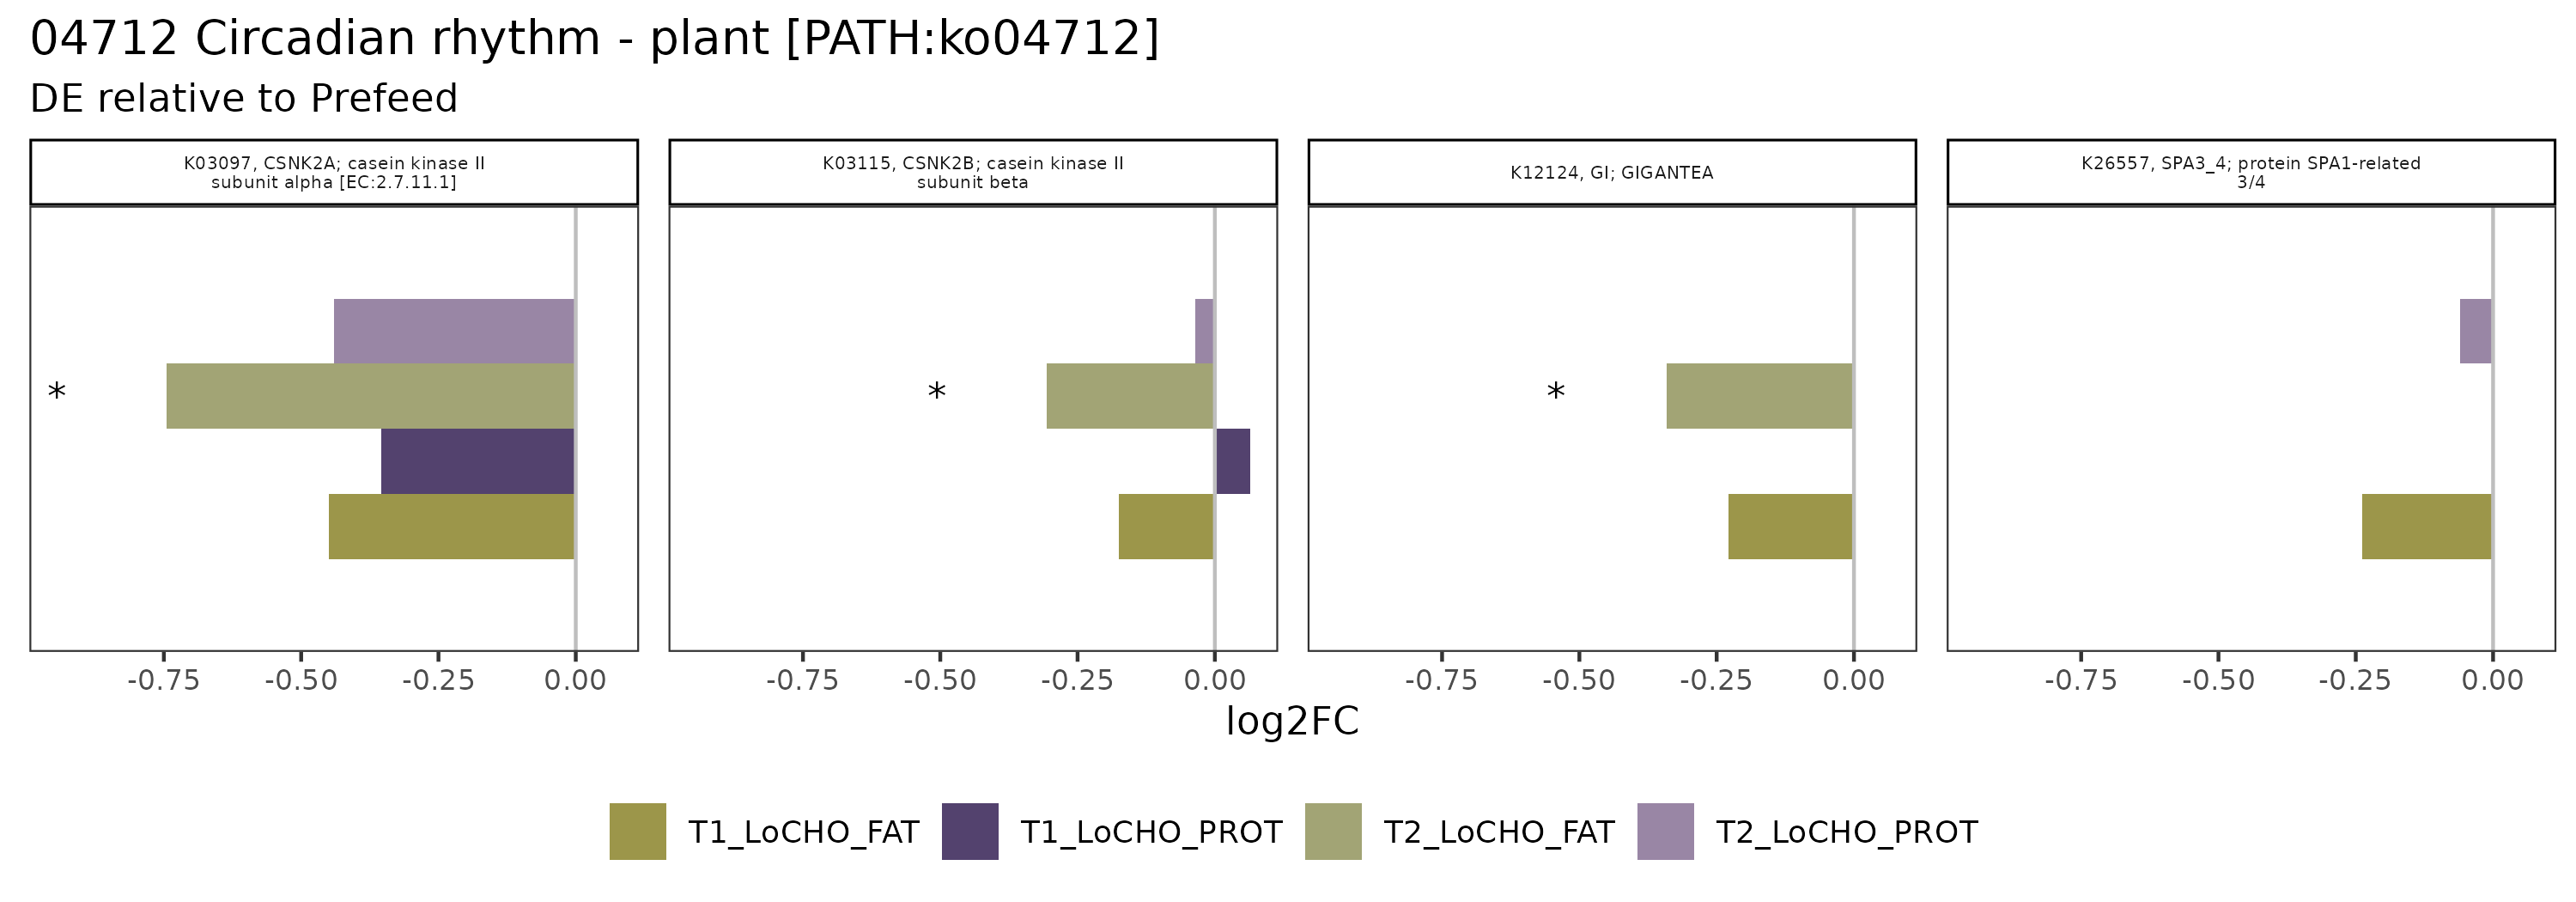 04712 Circadian rhythm - plant [PATH:ko04712]
DE relative to Prefeed
K03097, CSNK2A; casein kinase II
subunit alpha [EC:2.7.11.1]
K03115, CSNK2B; casein kinase II
subunit beta
K12124, GI; GIGANTEA
K26557, SPA3_4; protein SPA1-related
3/4
*
*
*
-0.75 -0.50 -0.25 0.00
-0.75 -0.50 -0.25 0.00
-0.75 -0.50 -0.25 0.00
-0.75 -0.50 -0.25 0.00
log2FC
T1_LoCHO_FAT T1_LoCHO_PROT T2_LoCHO_FAT T2_LoCHO_PROT